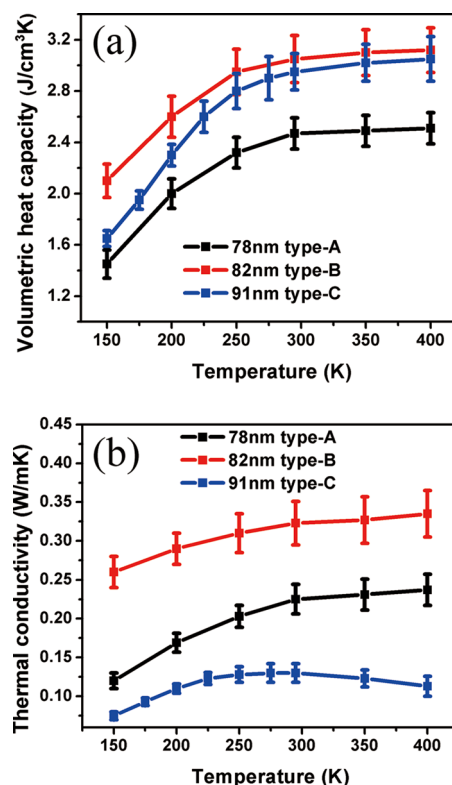 (a)
Volumetric heat capacity (J/cm³K)
3.2
2.8
2.4
2.0
1.6
1.2
78nm type-A
82nm type-B
91nm type-C
150 200 250 300 350 400
Temperature (K)
(b)
Thermal conductivity (W/mK)
0.45
0.40
0.35
0.30
0.25
0.20
0.15
0.10
78nm type-A
82nm type-B
91nm type-C
150 200 250 300 350 400
Temperature (K)